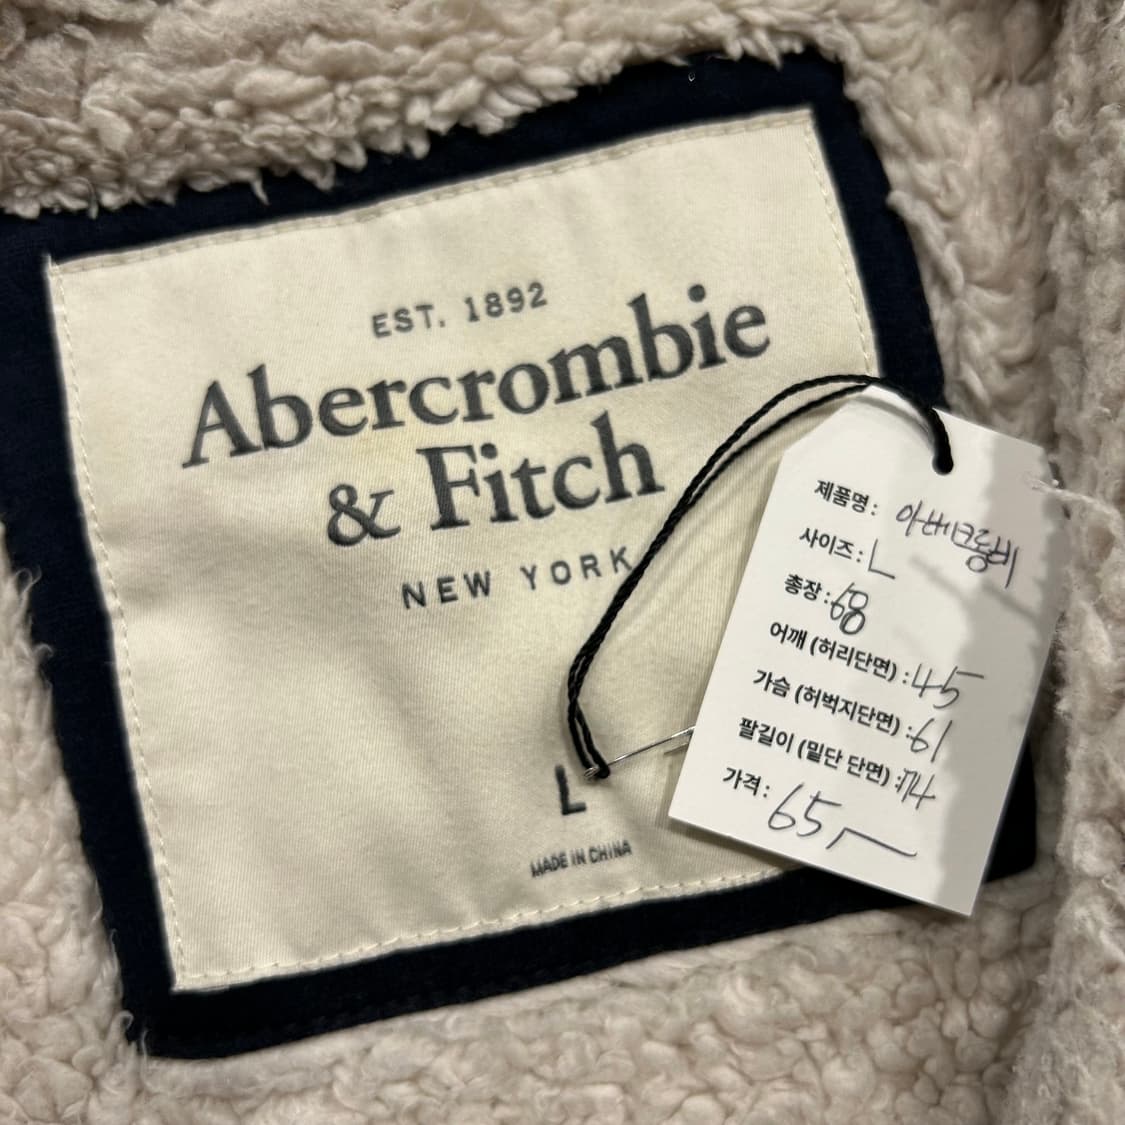 EST. 1892
Abercrombie
& Fitch
NEW YORK
L
MADE IN CHINA
제품명: 아베크롬비
사이즈: L
총장: 68
어깨 (허리단면) : 45
가슴 (허벅지단면) : 61
팔길이 (밑단 단면) :
가격: 65,-